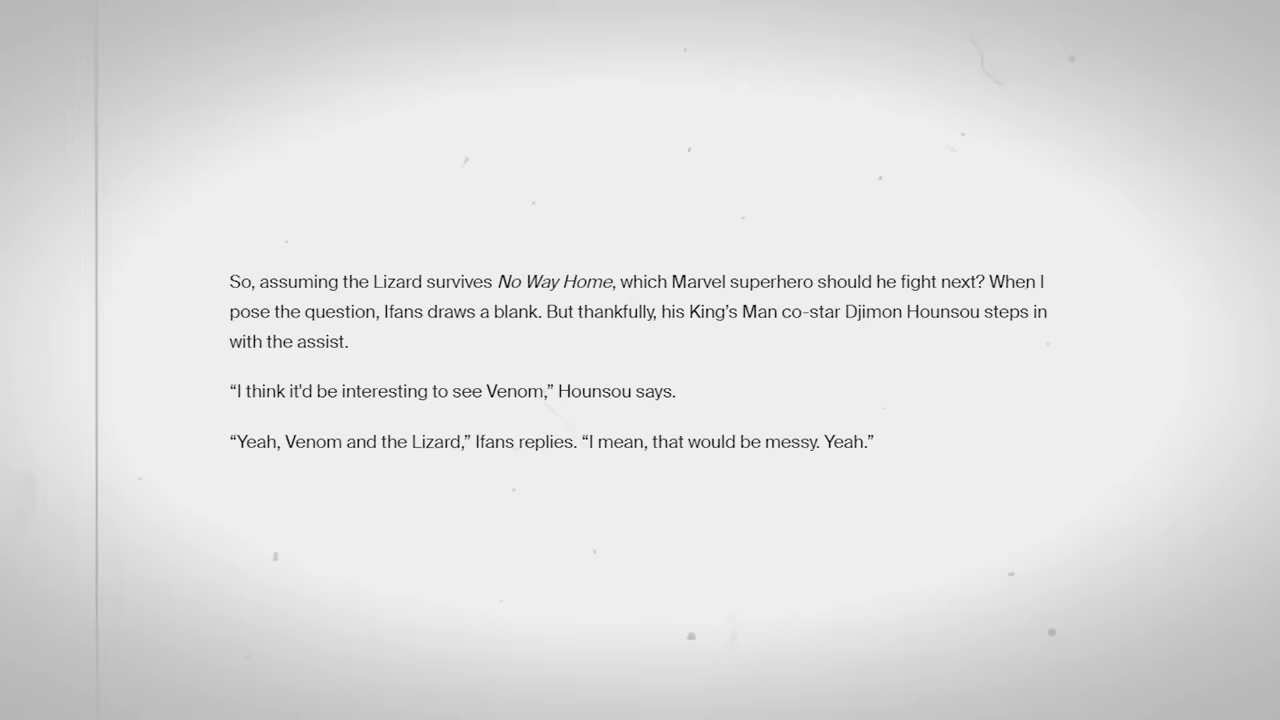 So, assuming the Lizard survives No Way Home, which Marvel superhero should he fight next? When I
pose the question, Ifans draws a blank. But thankfully, his King’s Man co-star Djimon Hounsou steps in
with the assist.
“I think it'd be interesting to see Venom,” Hounsou says.
“Yeah, Venom and the Lizard,” Ifans replies. “I mean, that would be messy. Yeah.”